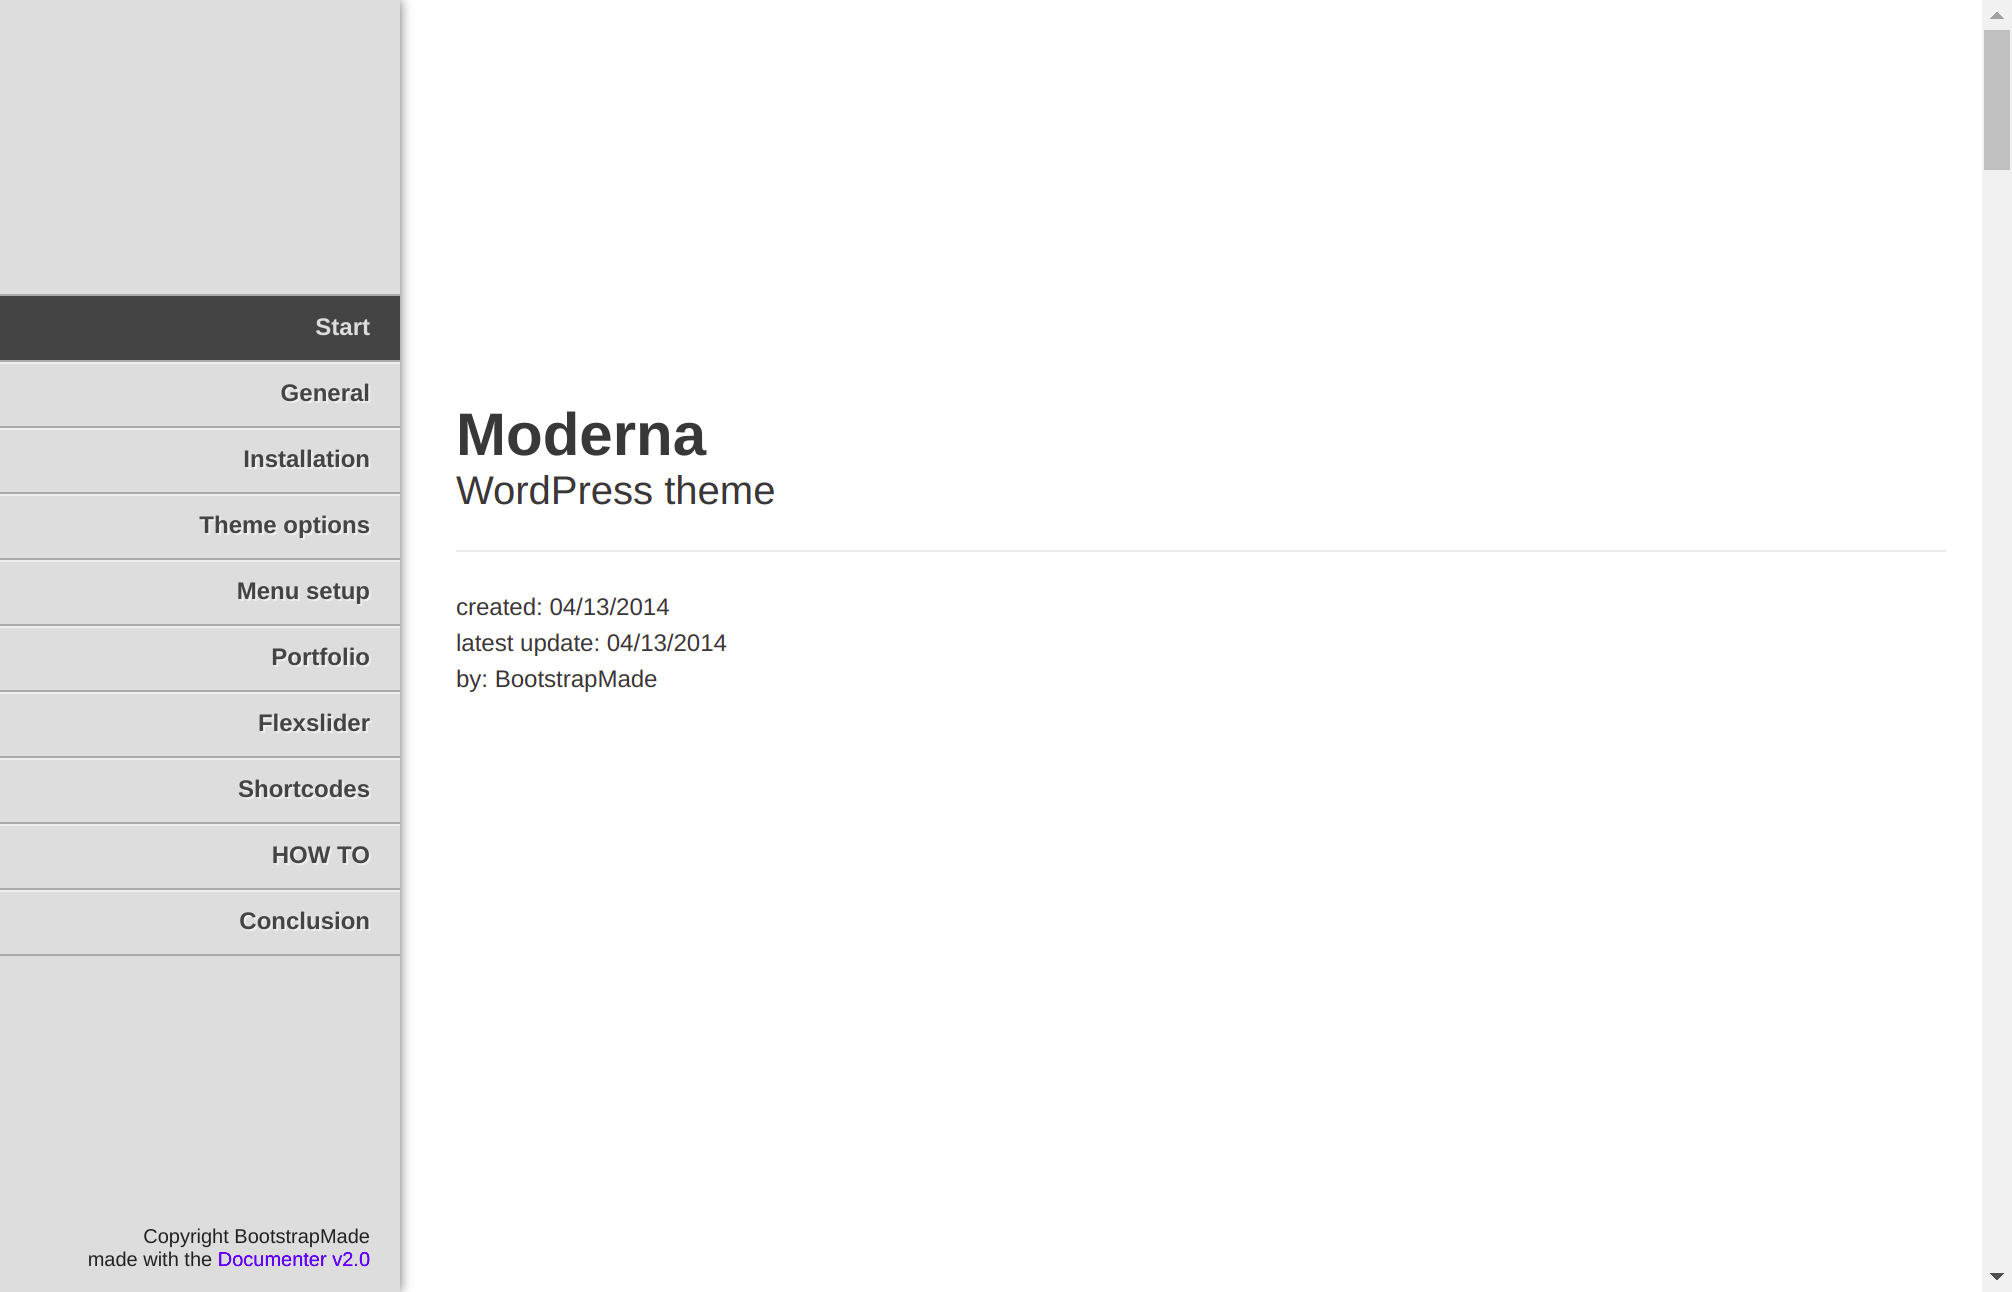 Start
General
Installation
Theme options
Menu setup
Portfolio
Flexslider
Shortcodes
HOW TO
Conclusion
Copyright BootstrapMade
made with the Documenter v2.0
Moderna
WordPress theme
created: 04/13/2014
latest update: 04/13/2014
by: BootstrapMade